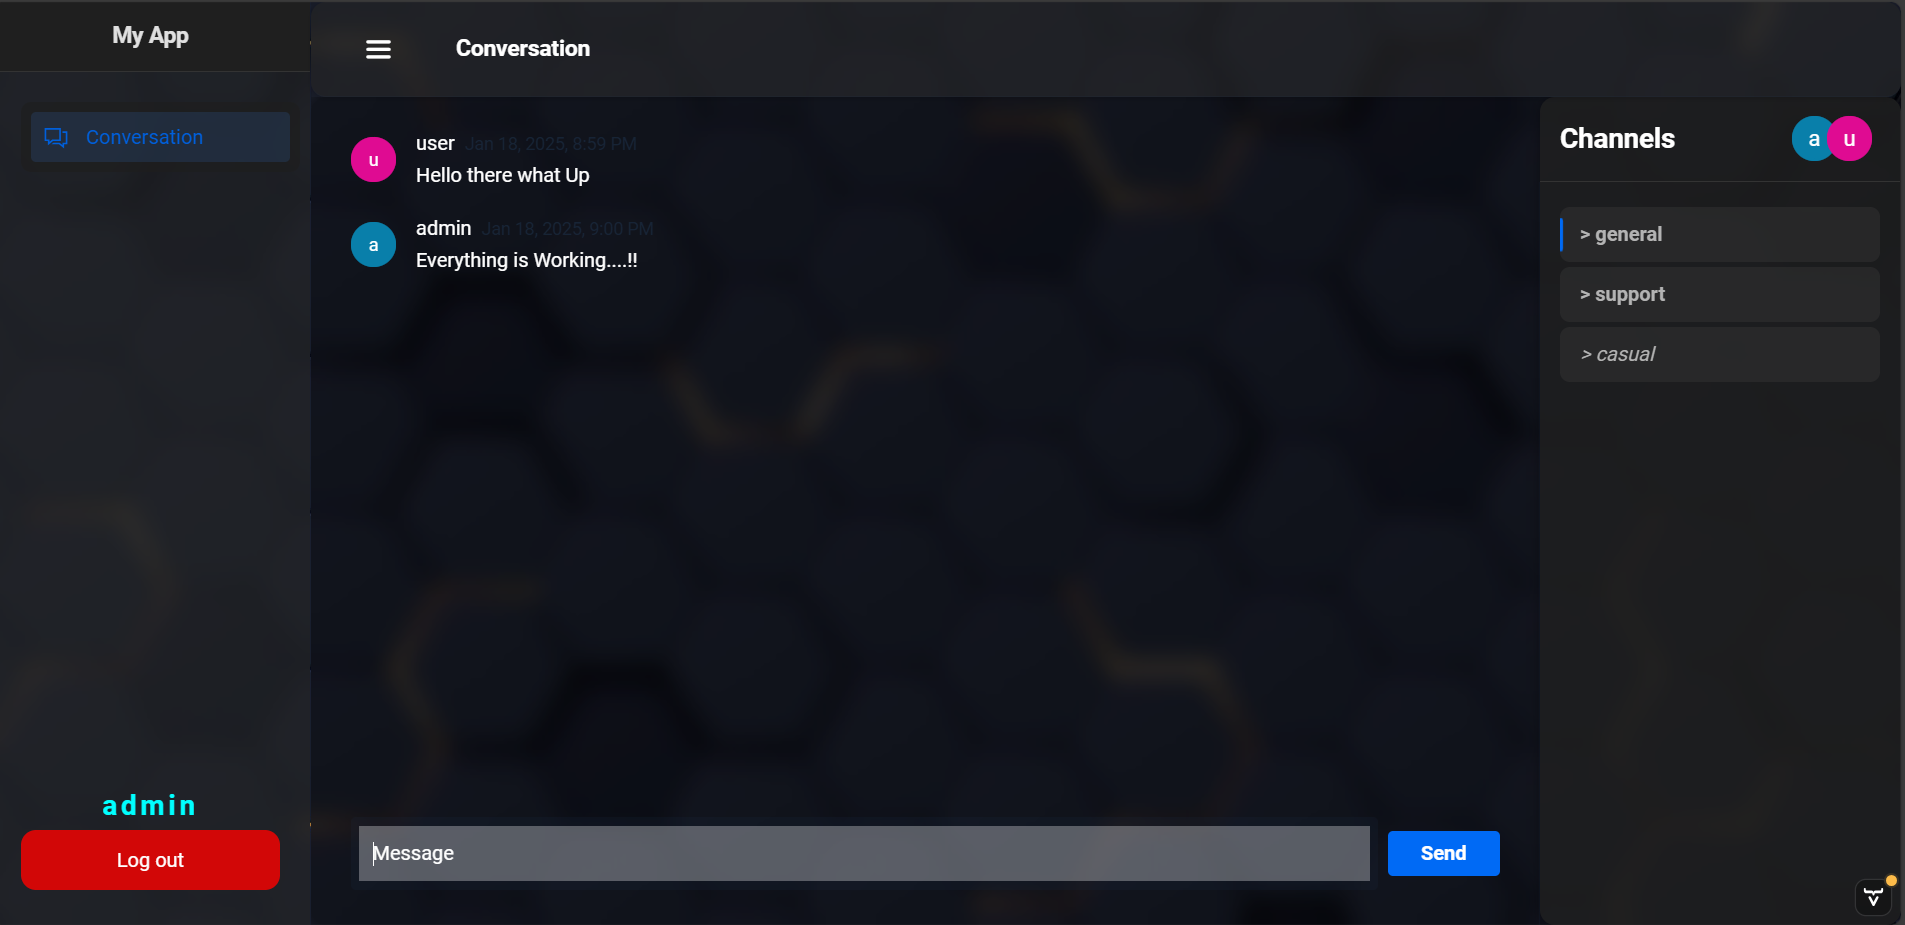 My App
Conversation
Conversation
user Jan 18, 2025, 8:59 PM
Hello there what Up
admin Jan 18, 2025, 9:00 PM
Everything is Working....!!
Channels
a u
> general
> support
> casual
u
a
admin
Log out
Message
Send